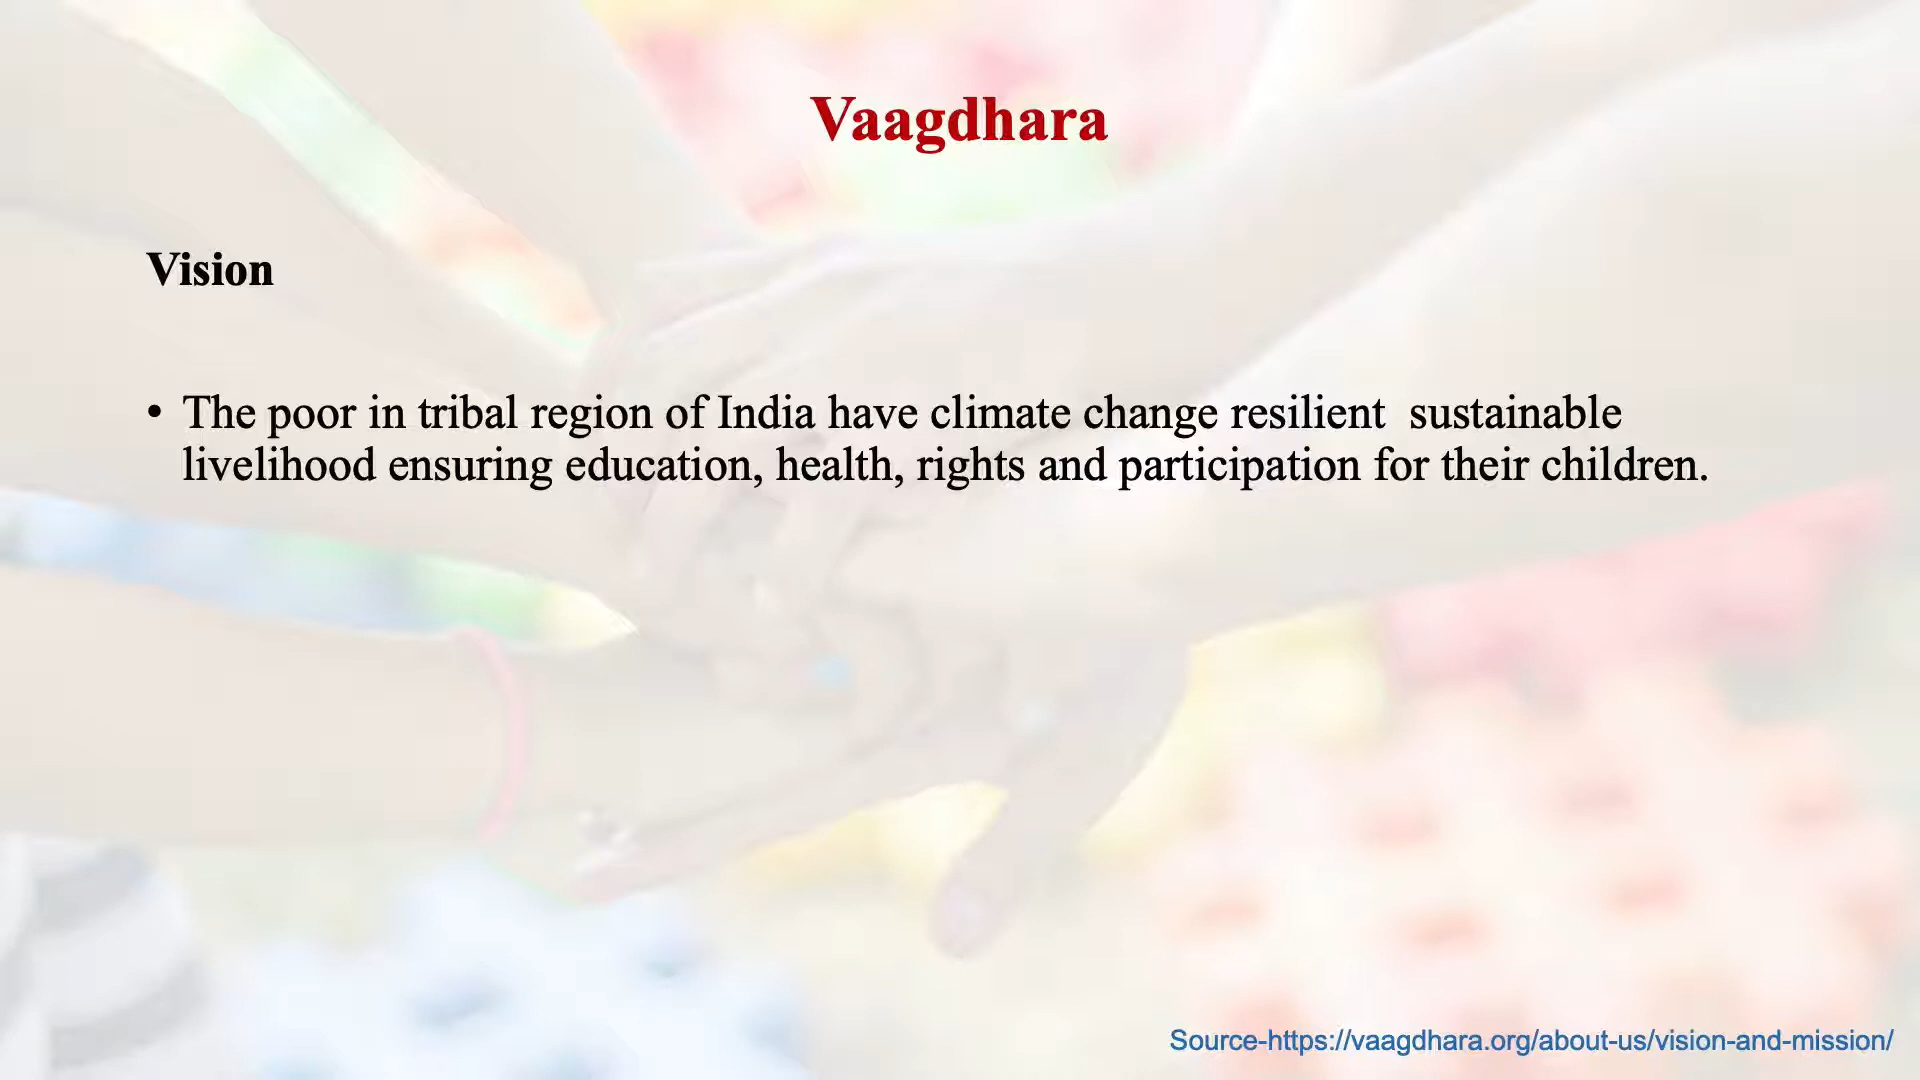 Vaagdhara
Vision
• The poor in tribal region of India have climate change resilient  sustainable
livelihood ensuring education, health, rights and participation for their children.
Source-https://vaagdhara.org/about-us/vision-and-mission/